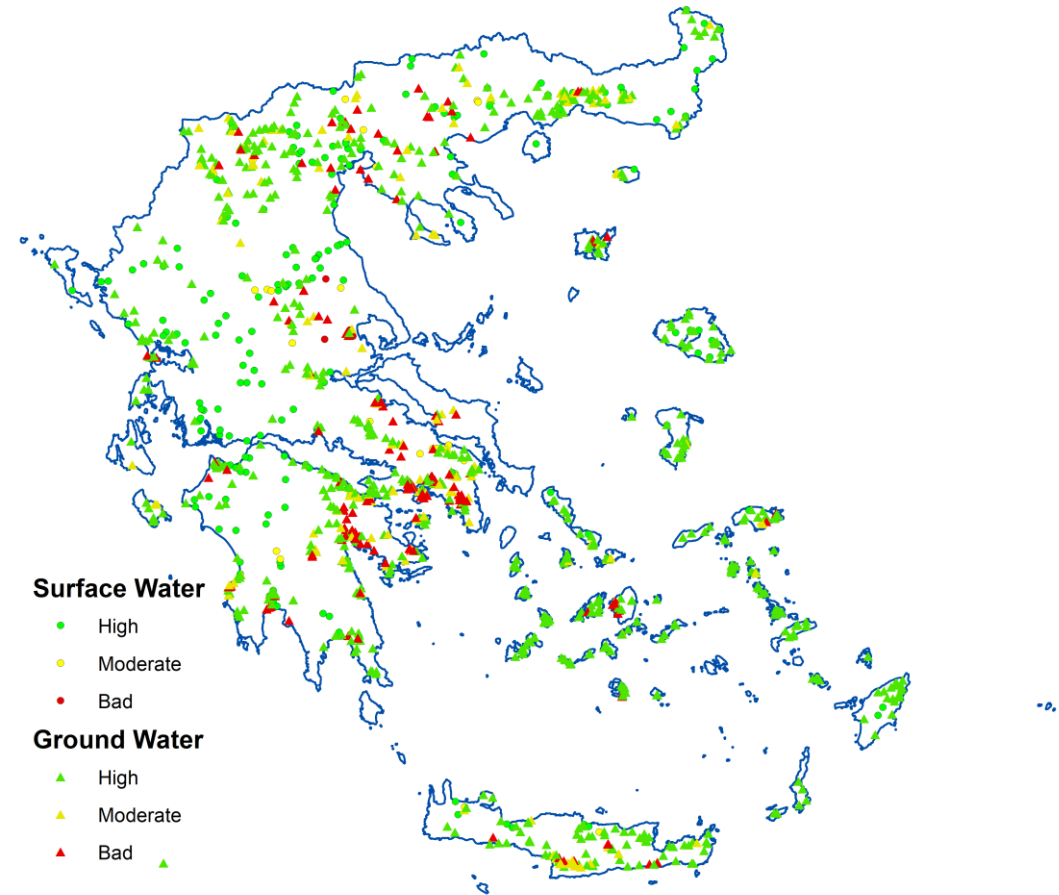 Surface Water
High
Moderate
Bad
Ground Water
High
Moderate
Bad